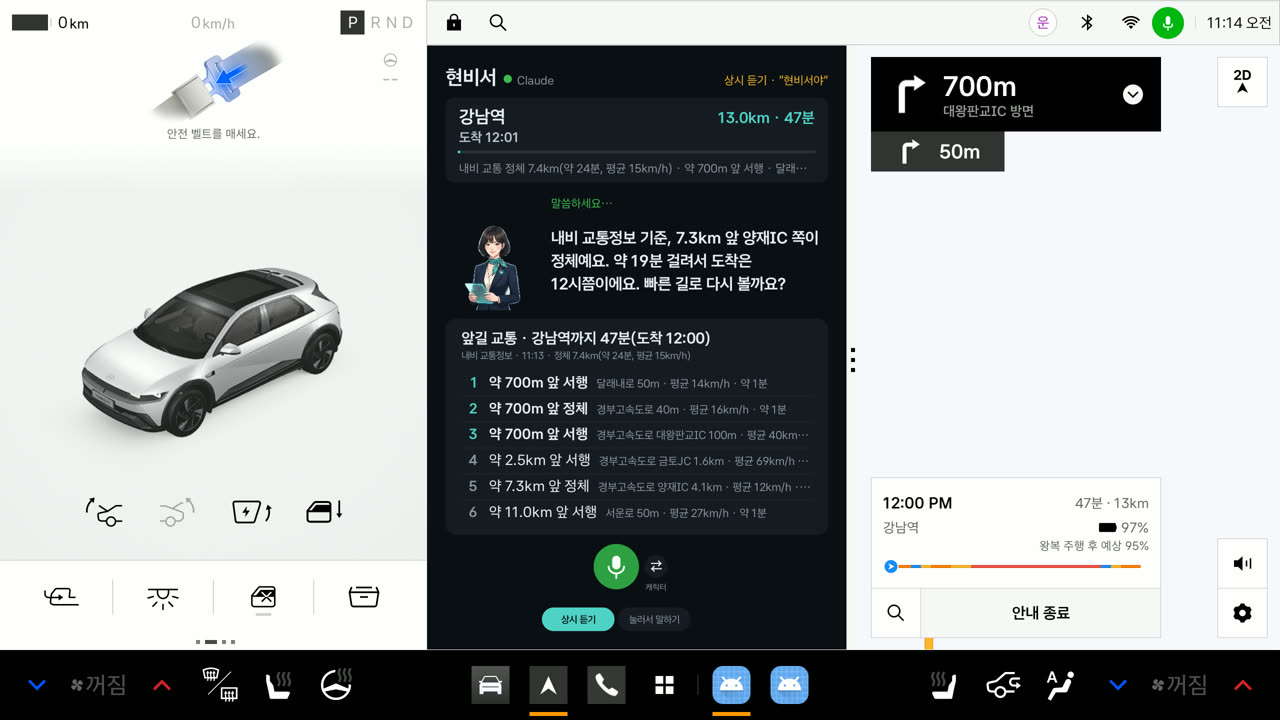 0 km
0 km/h
P R N D
안전 벨트를 매세요.
운
11:14 오전
현비서 Claude
상시 듣기 · "현비서야"
강남역
13.0km · 47분
도착 12:01
내비 교통 정체 7.4km(약 24분, 평균 15km/h) · 약 700m 앞 서행 · 달래···
말씀하세요···
내비 교통정보 기준, 7.3km 앞 양재IC 쪽이
정체예요. 약 19분 걸려서 도착은
12시쯤이에요. 빠른 길로 다시 볼까요?
앞길 교통 · 강남역까지 47분(도착 12:00)
내비 교통정보 · 11:13 · 정체 7.4km(약 24분, 평균 15km/h)
1 약 700m 앞 서행 달래내로 50m · 평균 14km/h · 약 1분
2 약 700m 앞 정체 경부고속도로 40m · 평균 16km/h · 약 1분
3 약 700m 앞 서행 경부고속도로 대왕판교IC 100m · 평균 40km···
4 약 2.5km 앞 서행 경부고속도로 금토JC 1.6km · 평균 69km/h ···
5 약 7.3km 앞 정체 경부고속도로 양재IC 4.1km · 평균 12km/h ····
6 약 11.0km 앞 서행 서운로 50m · 평균 27km/h · 약 1분
캐릭터
상시 듣기
눌러서 말하기
700m
대왕판교IC 방면
50m
2D
12:00 PM
47분 · 13km
강남역
97%
왕복 주행 후 예상 95%
안내 종료
꺼짐
A
꺼짐